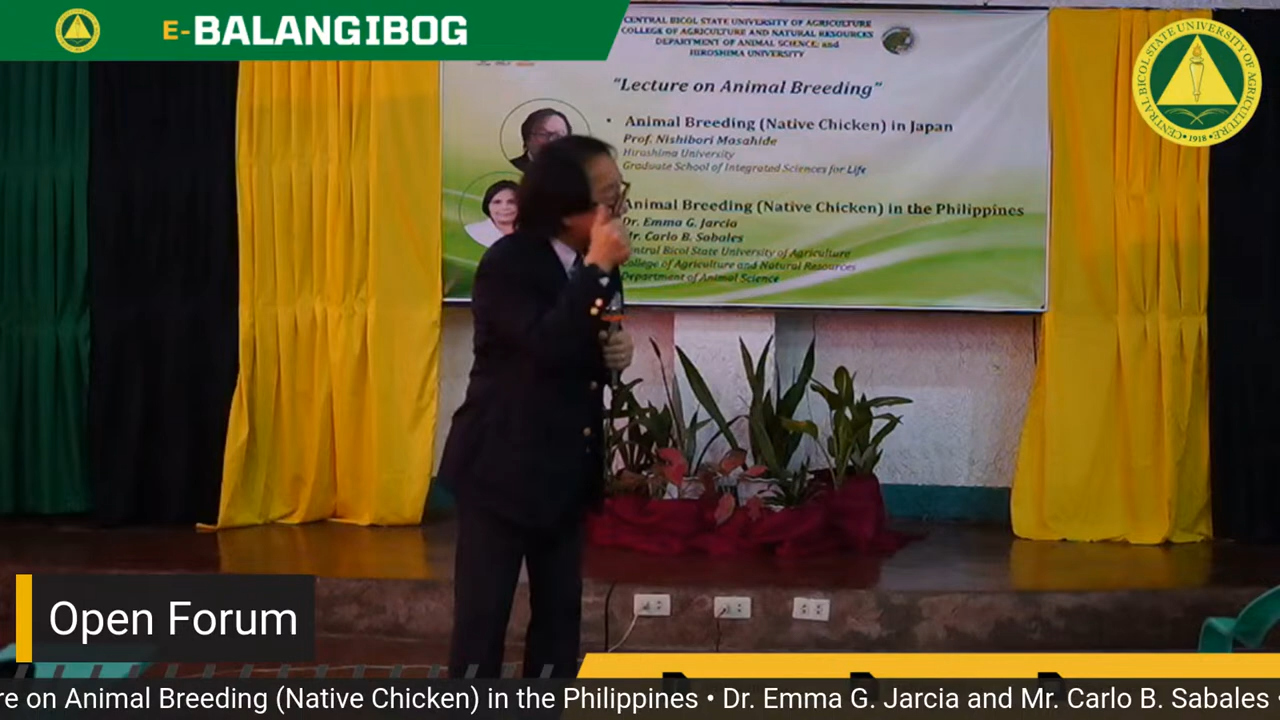 E-BALANGIBOG
CENTRAL BICOL STATE UNIVERSITY OF AGRICULTURE
COLLEGE OF AGRICULTURE AND NATURAL RESOURCES
DEPARTMENT OF ANIMAL SCIENCE and
HIROSHIMA UNIVERSITY
"Lecture on Animal Breeding"
• Animal Breeding (Native Chicken) in Japan
Prof. Nishibori Masahide
Hiroshima University
Graduate School of Integrated Sciences for Life
Animal Breeding (Native Chicken) in the Philippines
Dr. Emma G. Jarcia
Mr. Carlo B. Sabales
Central Bicol State University of Agriculture
College of Agriculture and Natural Resources
Department of Animal Science
CENTRAL BICOL STATE UNIVERSITY OF AGRICULTURE
• 1918 •
Open Forum
re on Animal Breeding (Native Chicken) in the Philippines • Dr. Emma G. Jarcia and Mr. Carlo B. Sabales •